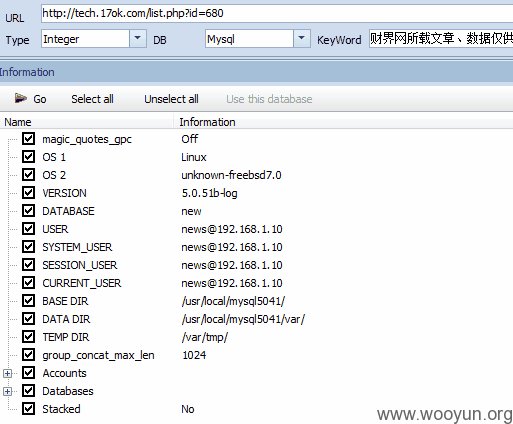 URL http://tech.17ok.com/list.php?id=680
Type Integer DB Mysql KeyWord 财界网所载文章、数据仅供
Information
Go Select all Unselect all Use this database
Name Information
magic_quotes_gpc Off
OS 1 Linux
OS 2 unknown-freebsd7.0
VERSION 5.0.51b-log
DATABASE new
USER news@192.168.1.10
SYSTEM_USER news@192.168.1.10
SESSION_USER news@192.168.1.10
CURRENT_USER news@192.168.1.10
BASE DIR /usr/local/mysql5041/
DATA DIR /usr/local/mysql5041/var/
TEMP DIR /var/tmp/
group_concat_max_len 1024
Accounts
Databases
Stacked No
www.wooyun.org